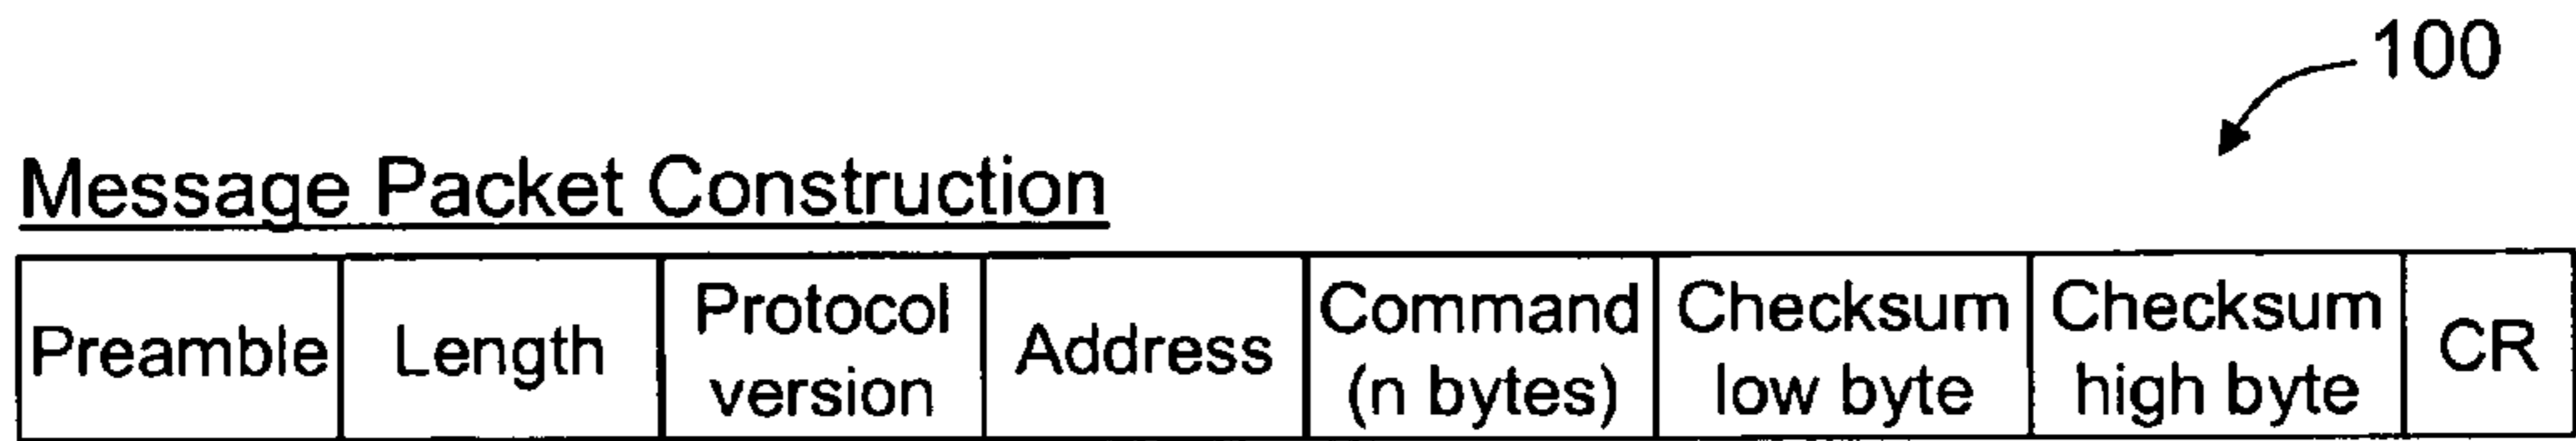 100
Message Packet Construction
Preamble
Length
Protocol
version
Address
Command
(n bytes)
Checksum
low byte
Checksum
high byte
CR